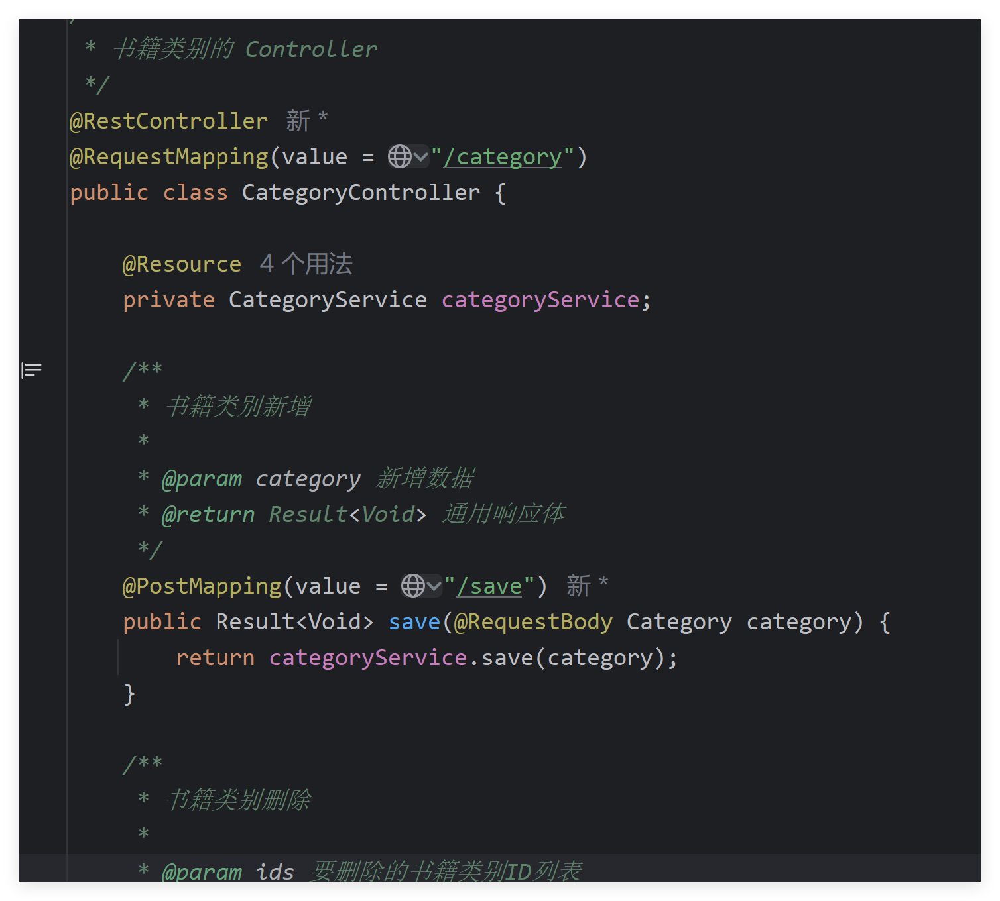 * 书籍类别的 Controller
*/
@RestController 新 *
@RequestMapping(value = "/category")
public class CategoryController {
@Resource 4 个用法
private CategoryService categoryService;
/**
* 书籍类别新增
*
* @param category 新增数据
* @return Result<Void> 通用响应体
*/
@PostMapping(value = "/save") 新 *
public Result<Void> save(@RequestBody Category category) {
return categoryService.save(category);
}
/**
* 书籍类别删除
*
* @param ids 要删除的书籍类别ID列表